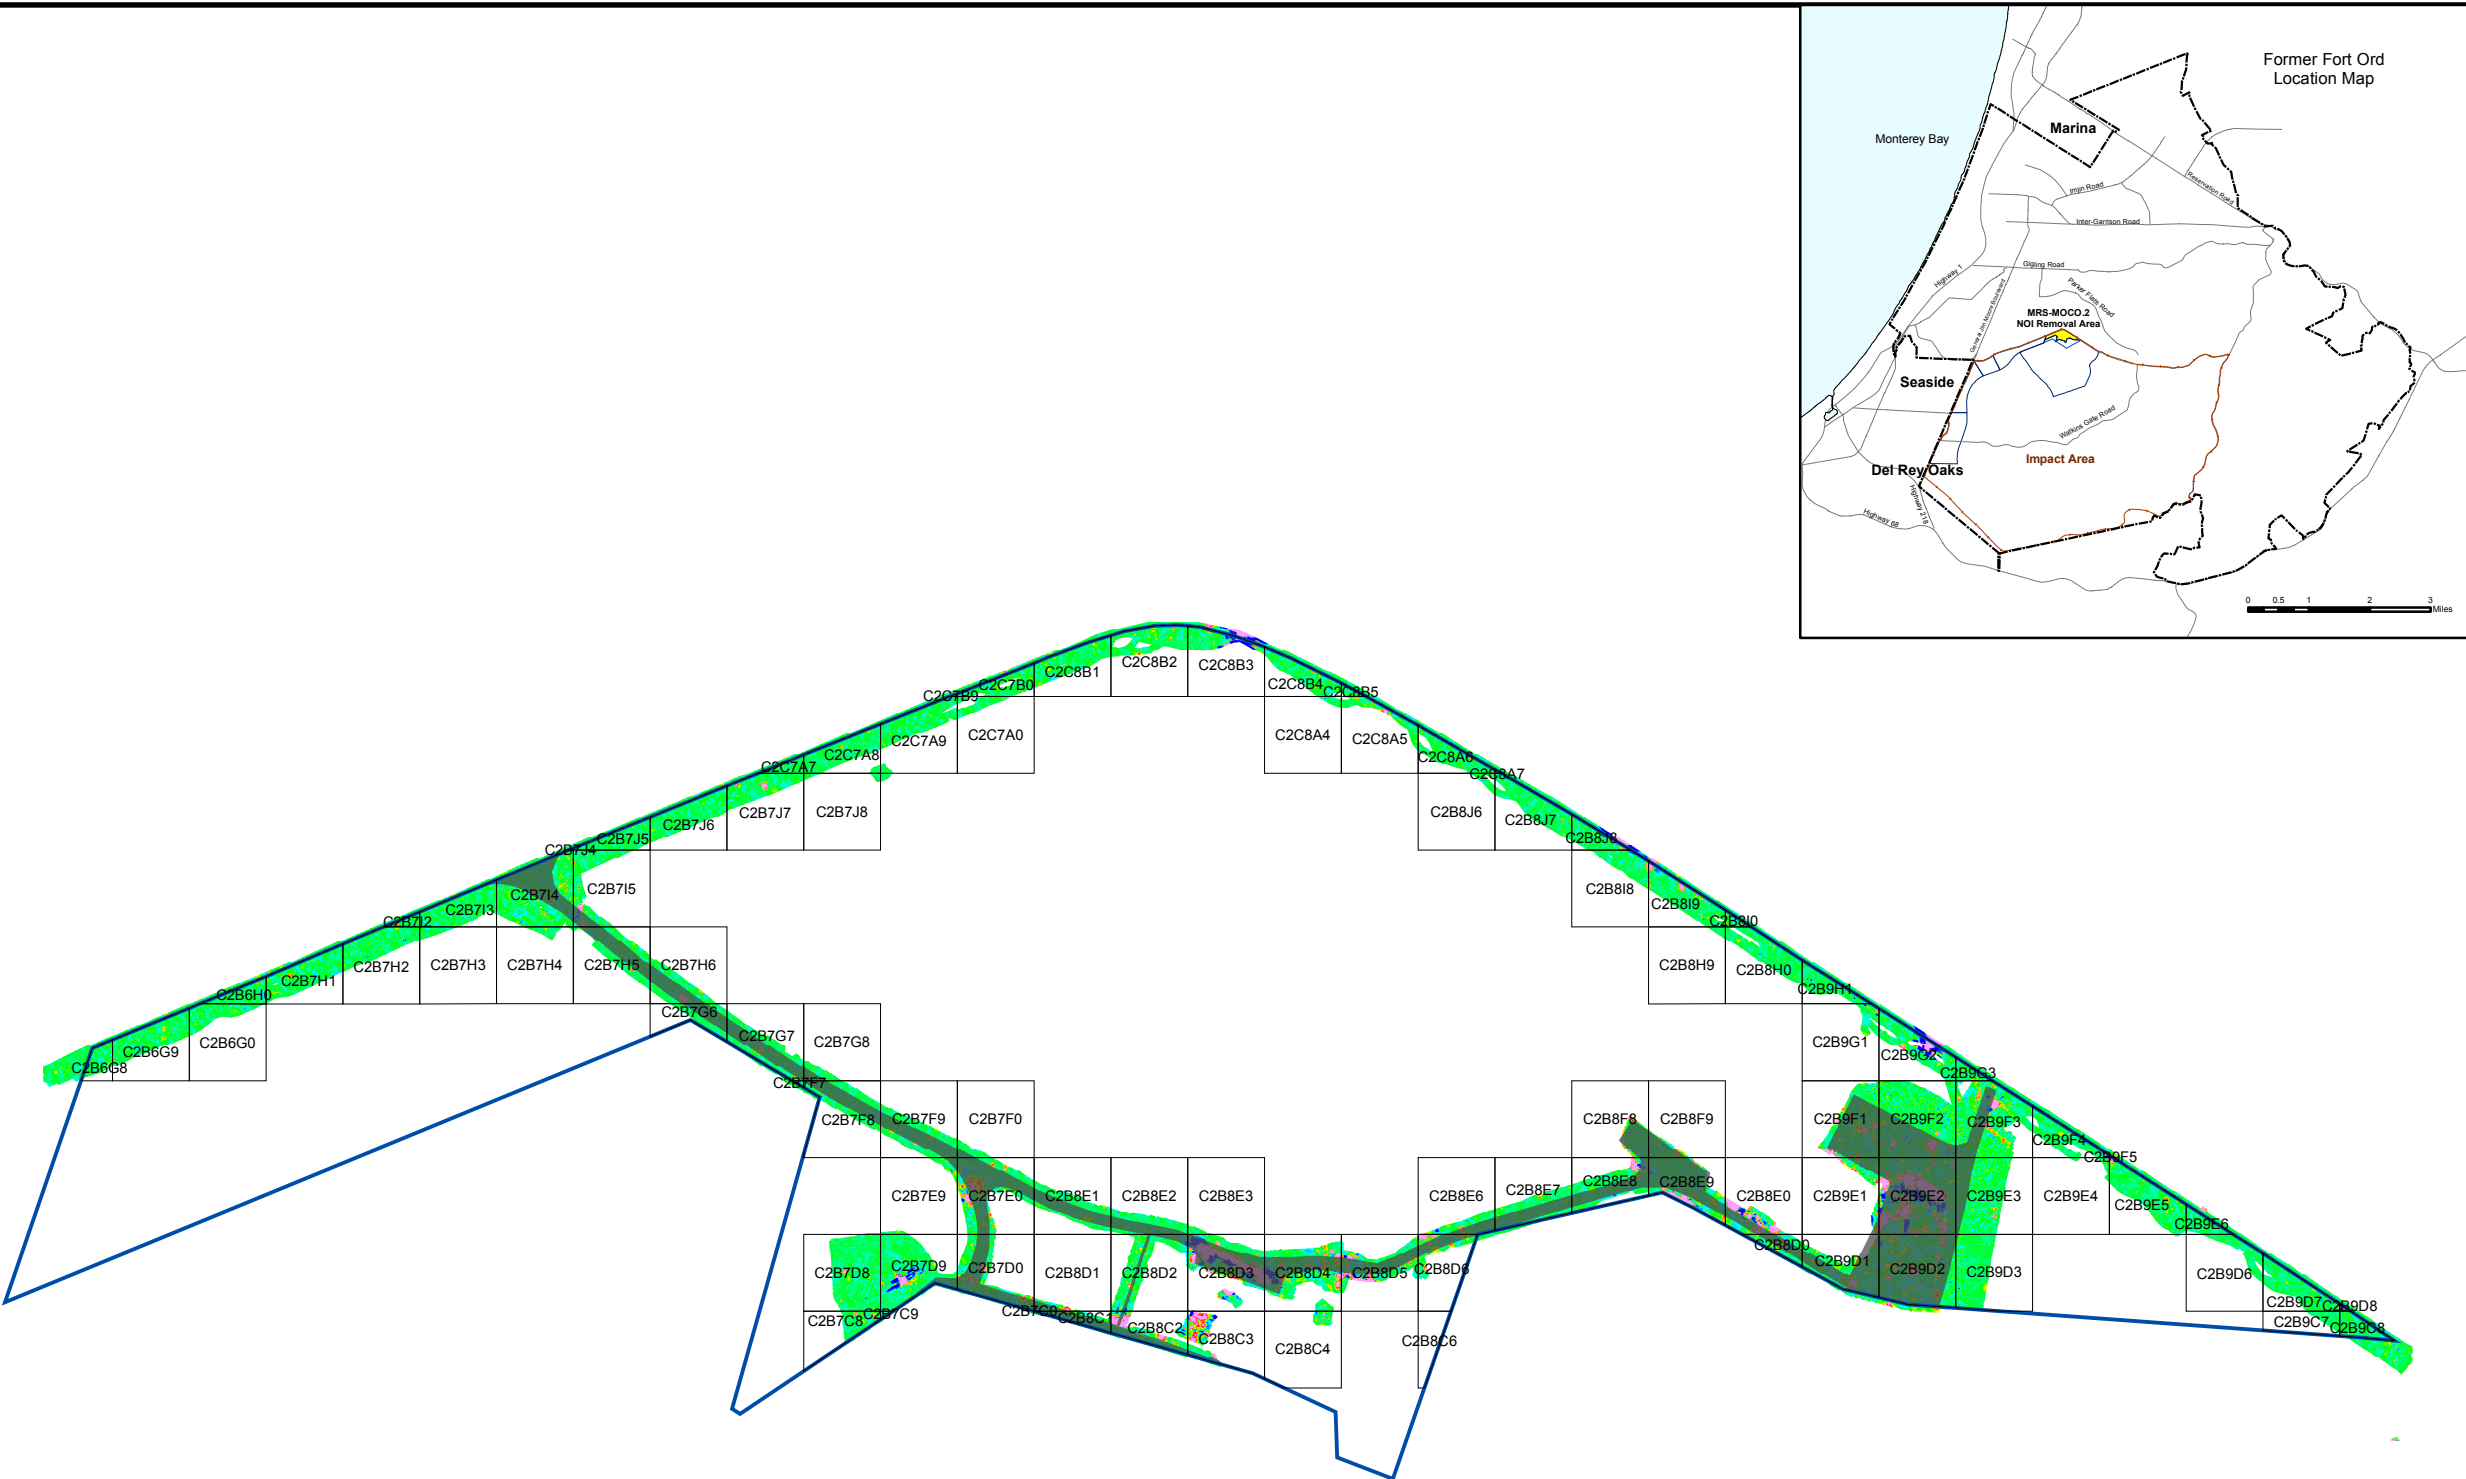 Former Fort Ord
Location Map
Monterey Bay
Marina
Imjin Road
Reservation Road
Inter-Garrison Road
Gigling Road
Highway 1
General Jim Moore Boulevard
Parker Flats Road
MRS-MOCO.2
NOI Removal Area
Seaside
Watkins Gate Road
Impact Area
Del Rey Oaks
Highway 218
Highway 68
0 0.5 1 2 3
Miles
C2C8B1 C2C8B2 C2C8B3
C2C7B9 C2C7B0 C2C8B4 C2C8B5
C2C7A7 C2C7A8 C2C7A9 C2C7A0 C2C8A4 C2C8A5 C2C8A6 C2C8A7
C2B7J4 C2B7J5 C2B7J6 C2B7J7 C2B7J8 C2B8J6 C2B8J7 C2B8J8
C2B7I2 C2B7I3 C2B7I4 C2B7I5 C2B8I8 C2B8I9 C2B8I0
C2B6H0 C2B7H1 C2B7H2 C2B7H3 C2B7H4 C2B7H5 C2B7H6 C2B8H9 C2B8H0 C2B9H1
C2B6G8 C2B6G9 C2B6G0 C2B7G6 C2B7G7 C2B7G8 C2B9G1 C2B9G2 C2B9G3
C2B7F7 C2B7F8 C2B7F9 C2B7F0 C2B8F8 C2B8F9 C2B9F1 C2B9F2 C2B9F3 C2B9F4 C2B9F5
C2B7E9 C2B7E0 C2B8E1 C2B8E2 C2B8E3 C2B8E6 C2B8E7 C2B8E8 C2B8E9 C2B8E0 C2B9E1 C2B9E2 C2B9E3 C2B9E4 C2B9E5 C2B9E6
C2B7D8 C2B7D9 C2B7D0 C2B8D1 C2B8D2 C2B8D3 C2B8D4 C2B8D5 C2B8D6 C2B8D0 C2B9D1 C2B9D2 C2B9D3 C2B9D6 C2B9D7 C2B9D8
C2B7C8 C2B7C9 C2B7C0 C2B8C1 C2B8C2 C2B8C3 C2B8C4 C2B8C6 C2B9C7 C2B9C8